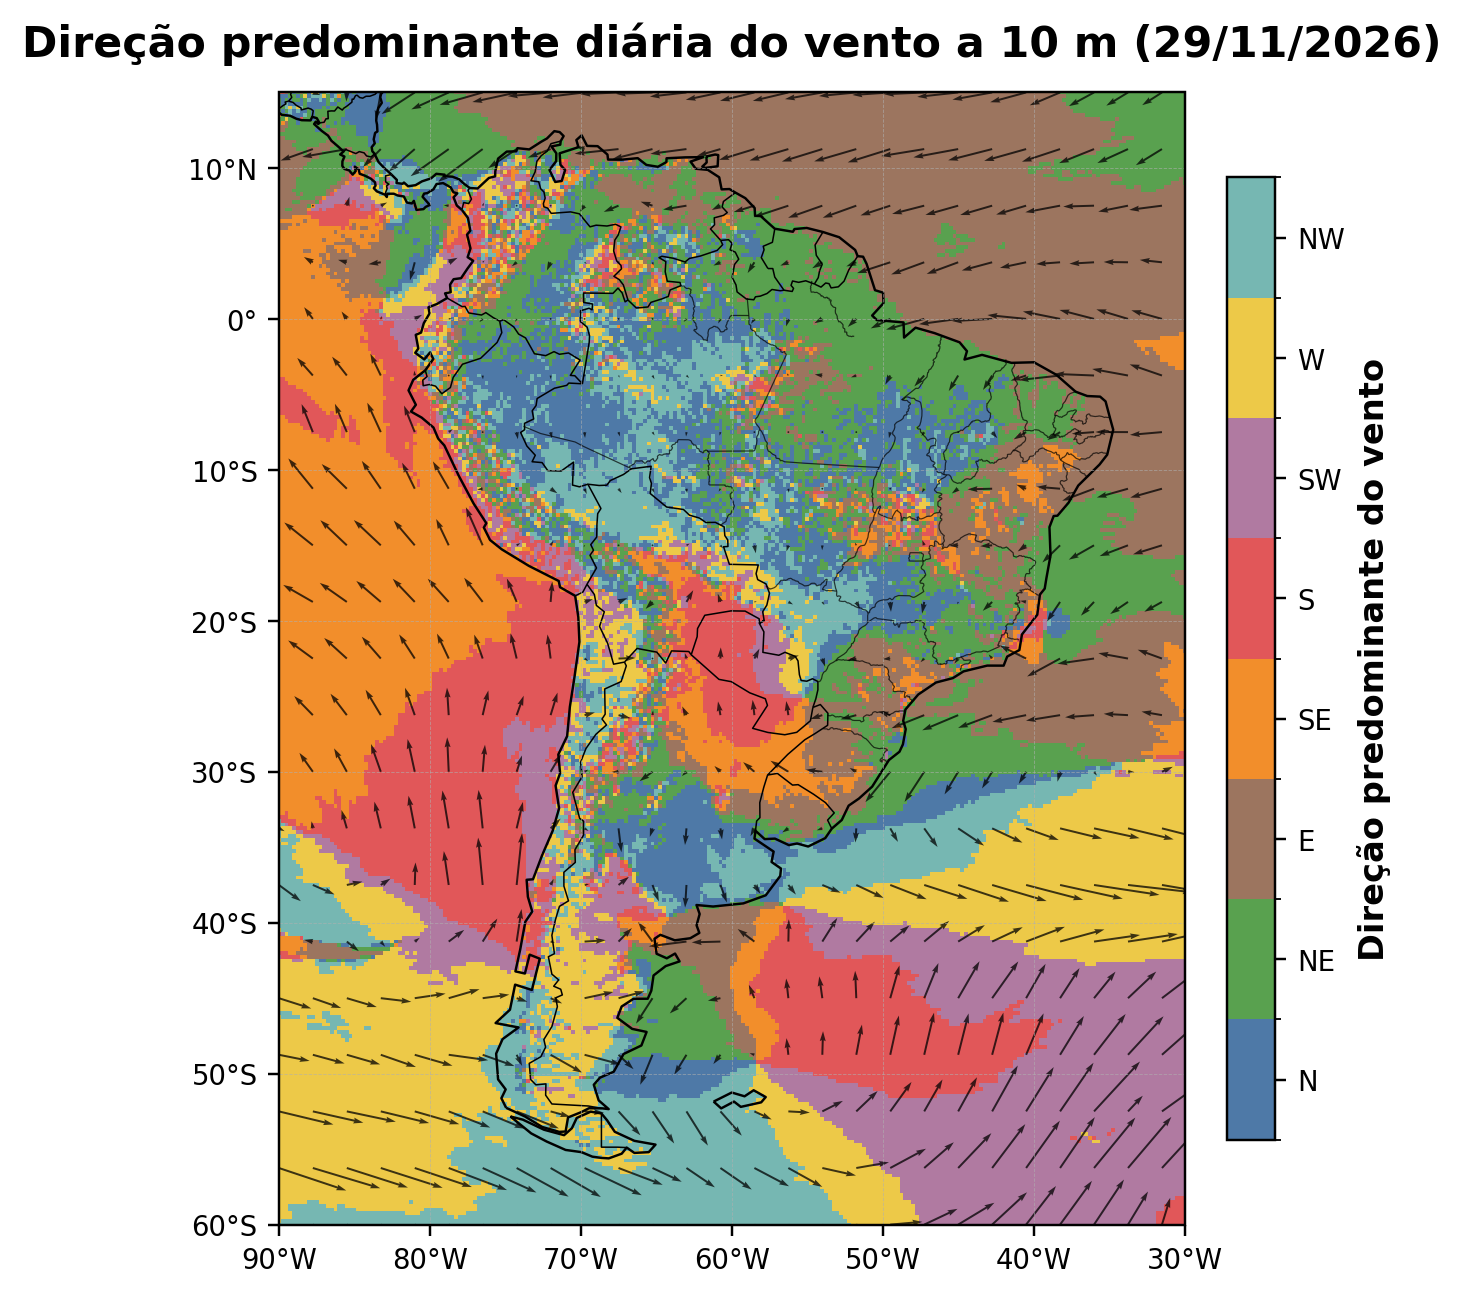 Direção predominante diária do vento a 10 m (29/11/2026)
10°N
0°
10°S
20°S
30°S
40°S
50°S
60°S
90°W
80°W
70°W
60°W
50°W
40°W
30°W
NW
W
SW
S
SE
E
NE
N
Direção predominante do vento